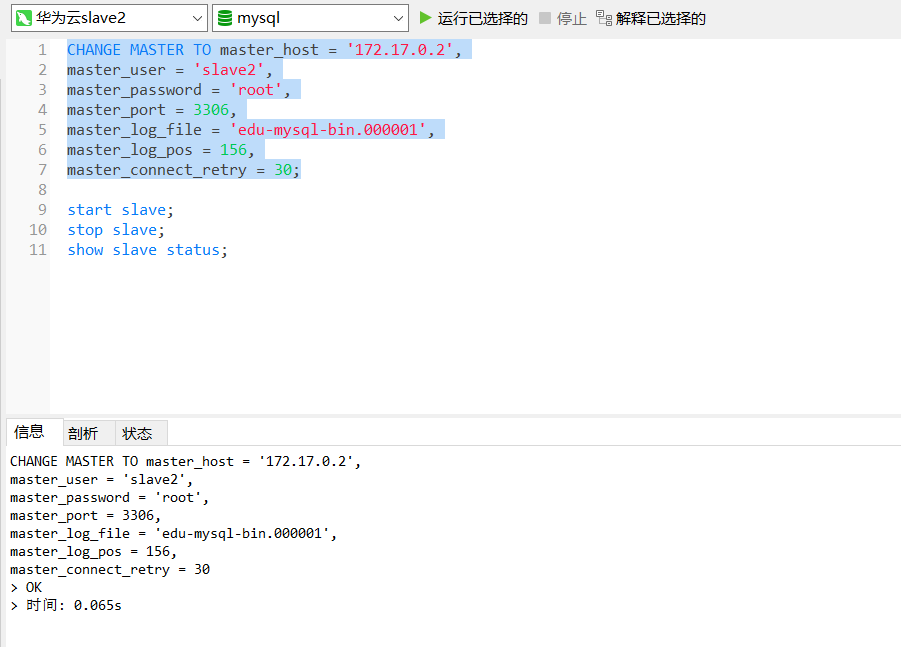 华为云slave2 mysql 运行已选择的 停止 解释已选择的
1 CHANGE MASTER TO master_host = '172.17.0.2',
2 master_user = 'slave2',
3 master_password = 'root',
4 master_port = 3306,
5 master_log_file = 'edu-mysql-bin.000001',
6 master_log_pos = 156,
7 master_connect_retry = 30;
8
9 start slave;
10 stop slave;
11 show slave status;
信息 剖析 状态
CHANGE MASTER TO master_host = '172.17.0.2',
master_user = 'slave2',
master_password = 'root',
master_port = 3306,
master_log_file = 'edu-mysql-bin.000001',
master_log_pos = 156,
master_connect_retry = 30
> OK
> 时间: 0.065s